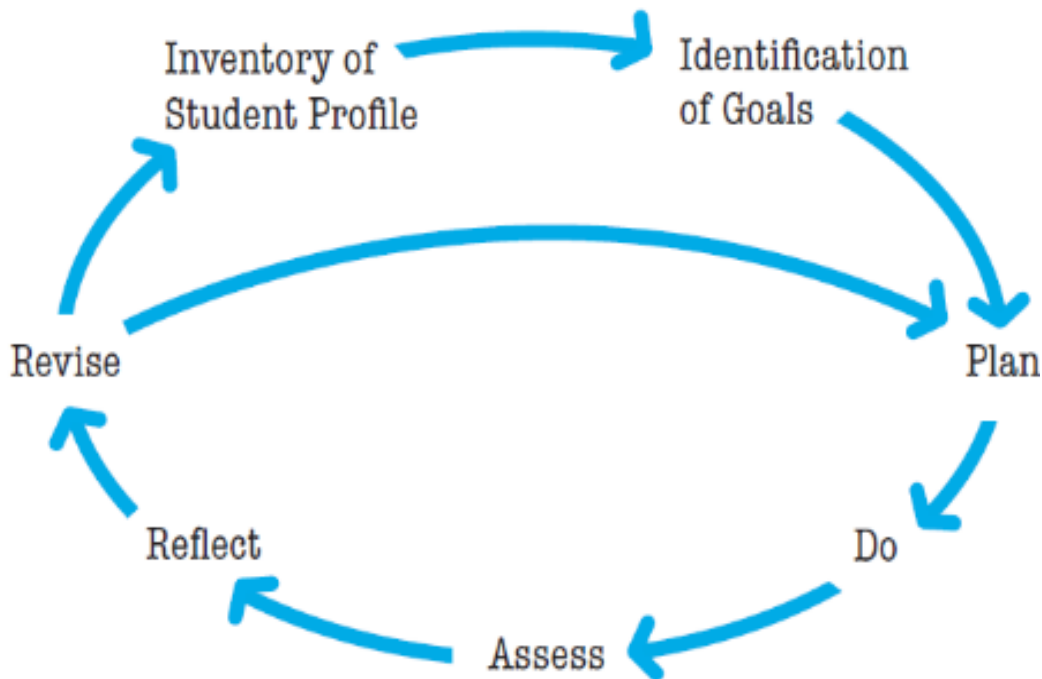 Inventory of
Student Profile
Identification
of Goals
Revise
Plan
Reflect
Do
Assess